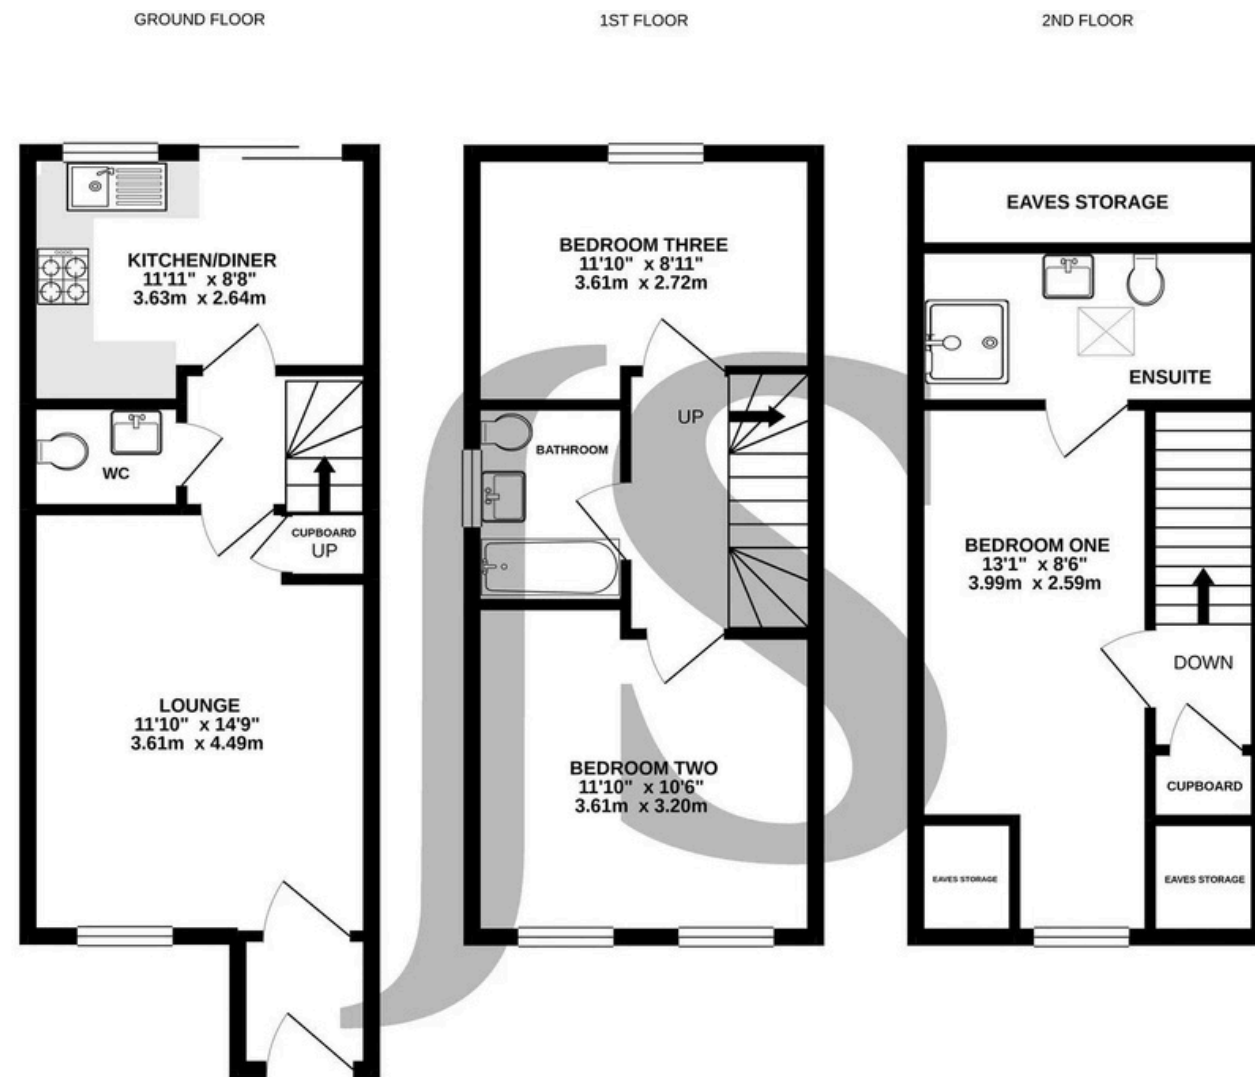 GROUND FLOOR
KITCHEN/DINER
11'11" x 8'8"
3.63m x 2.64m
WC
CUPBOARD
UP
LOUNGE
11'10" x 14'9"
3.61m x 4.49m
1ST FLOOR
BEDROOM THREE
11'10" x 8'11"
3.61m x 2.72m
UP
BATHROOM
BEDROOM TWO
11'10" x 10'6"
3.61m x 3.20m
JS
2ND FLOOR
EAVES STORAGE
ENSUITE
BEDROOM ONE
13'1" x 8'6"
3.99m x 2.59m
DOWN
CUPBOARD
EAVES STORAGE
EAVES STORAGE